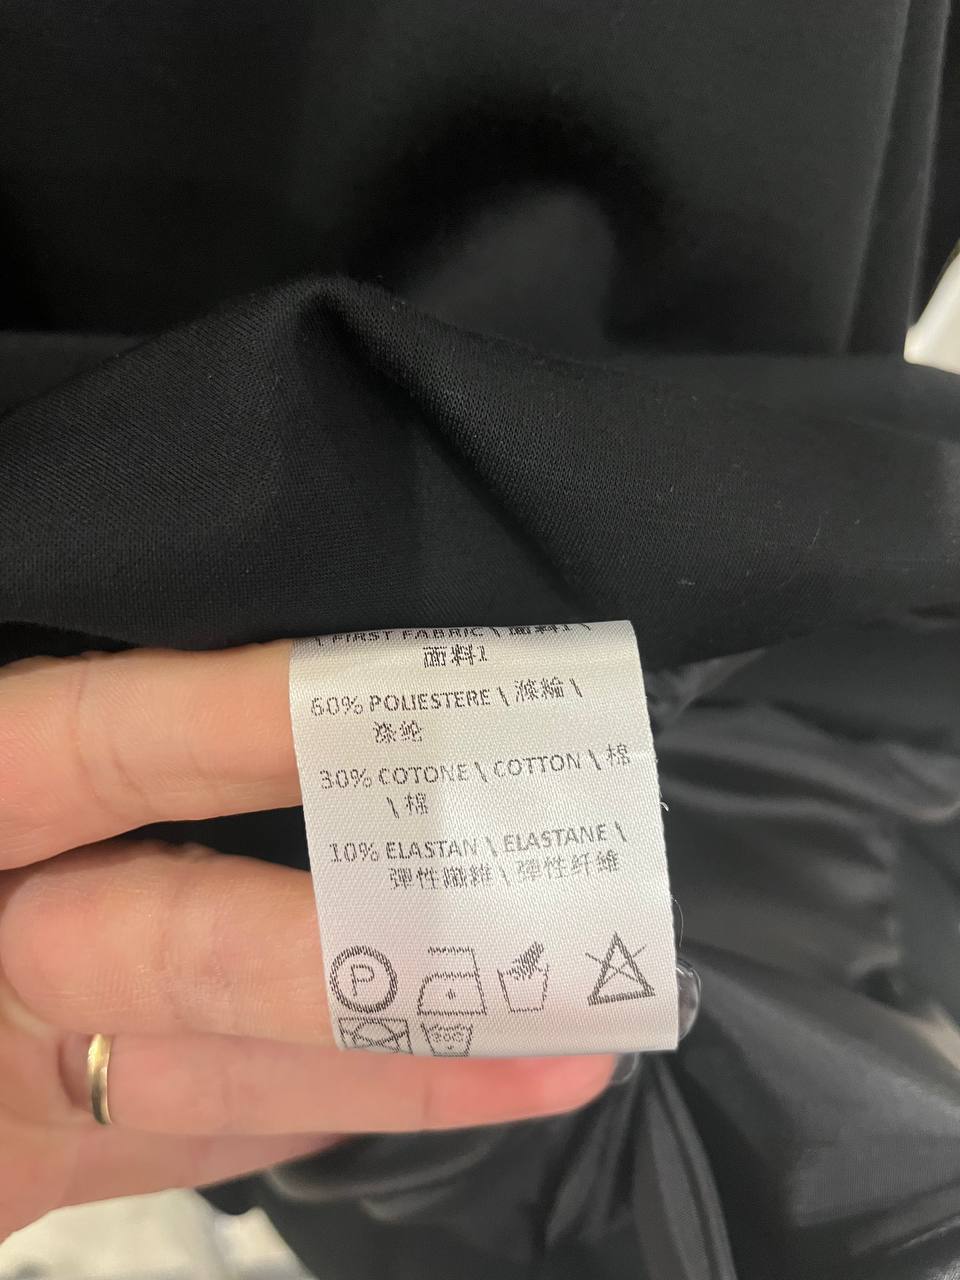 \ FIRST FABRIC \ 面料1 \
面料1
60% POLIESTERE \ 滌綸 \
涤纶
30% COTONE \ COTTON \ 棉
\ 棉
10% ELASTAN \ ELASTANE \
彈性纖維 \ 弹性纤维
P
30C